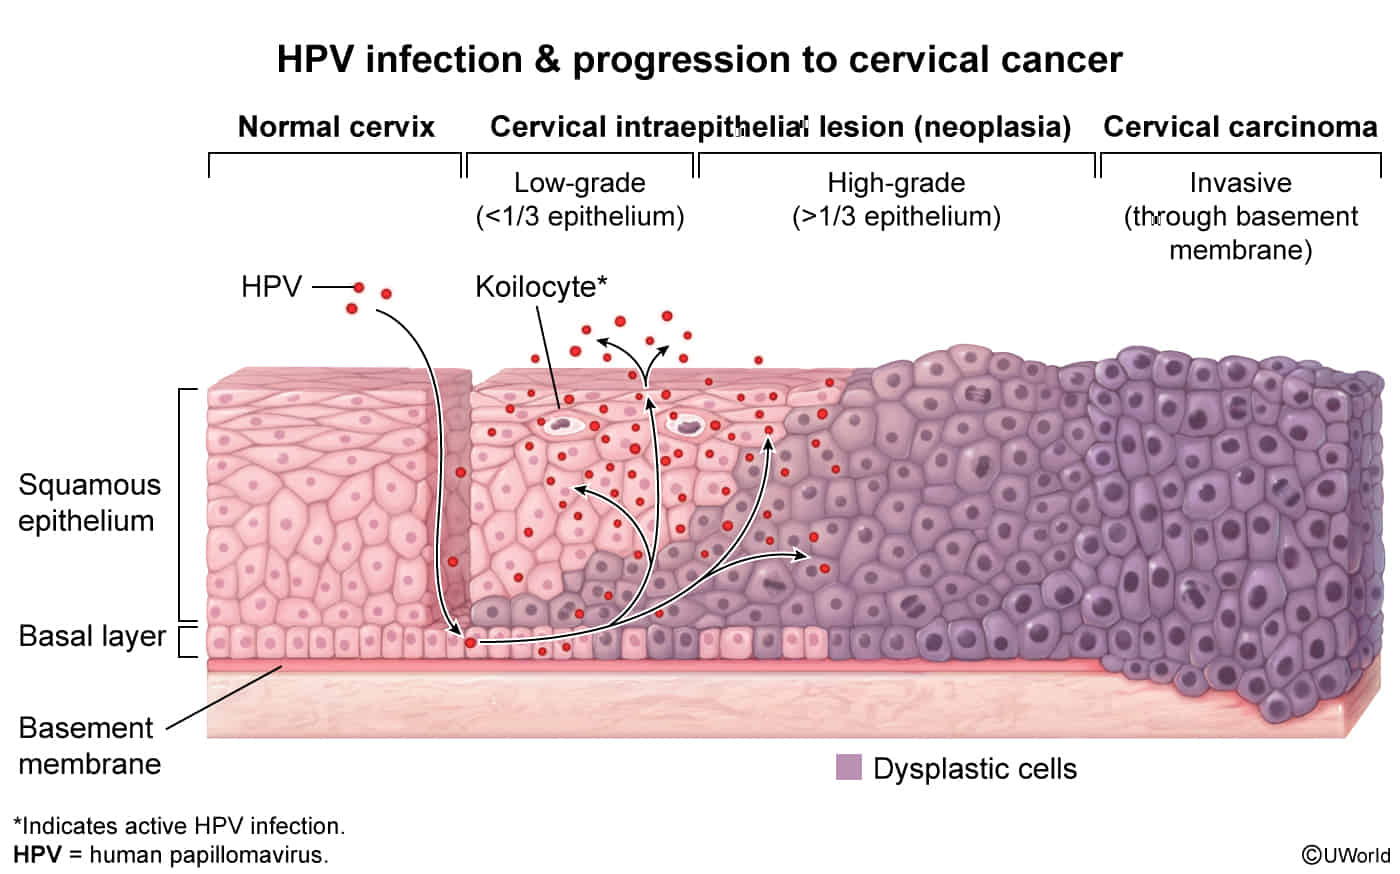 HPV infection & progression to cervical cancer
Normal cervix
Cervical intraepithelial lesion (neoplasia)
Cervical carcinoma
Low-grade
(<1/3 epithelium)
High-grade
(>1/3 epithelium)
Invasive
(through basement
membrane)
HPV
Koilocyte*
Squamous
epithelium
Basal layer
Basement
membrane
Dysplastic cells
*Indicates active HPV infection.
HPV = human papillomavirus.
©UWorld